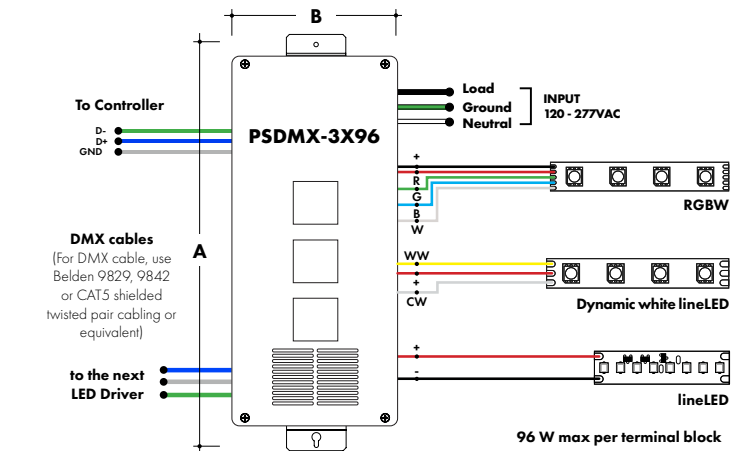 B
To Controller
D-
D+
GND
PSDMX-3X96
Load
Ground
Neutral
INPUT
120 - 277VAC
+
R
G
B
W
RGBW
DMX cables
(For DMX cable, use
Belden 9829, 9842
or CAT5 shielded
twisted pair cabling or
equivalent)
A
WW
+
CW
Dynamic white lineLED
to the next
LED Driver
+
-
lineLED
96 W max per terminal block